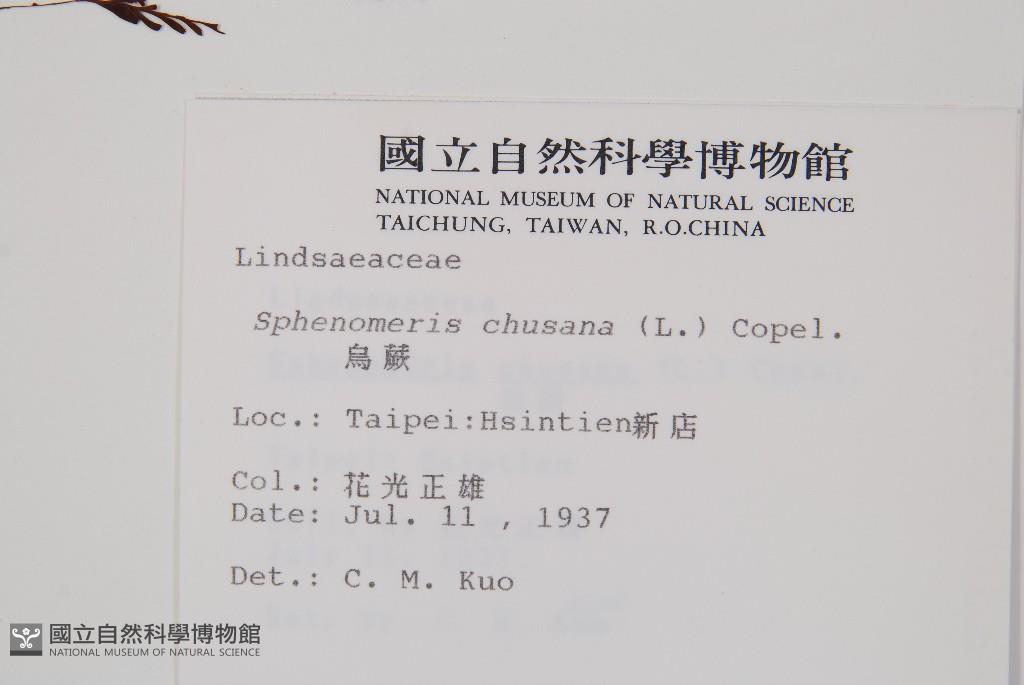 國立自然科學博物館
NATIONAL MUSEUM OF NATURAL SCIENCE
TAICHUNG, TAIWAN, R.O.CHINA
Lindsaeaceae
Sphenomeris chusana (L.) Copel.
烏蕨
Loc.: Taipei:Hsintien新店
Col.: 花光正雄
Date: Jul. 11 , 1937
Det.: C. M. Kuo
國立自然科學博物館
NATIONAL MUSEUM OF NATURAL SCIENCE